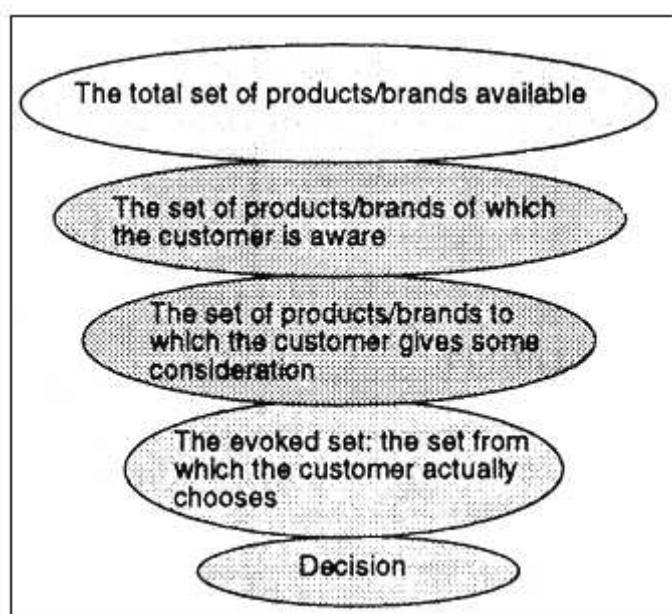 The total set of products/brands available
The set of products/brands of which
the customer is aware
The set of products/brands to
which the customer gives some
consideration
The evoked set: the set from
which the customer actually
chooses
Decision